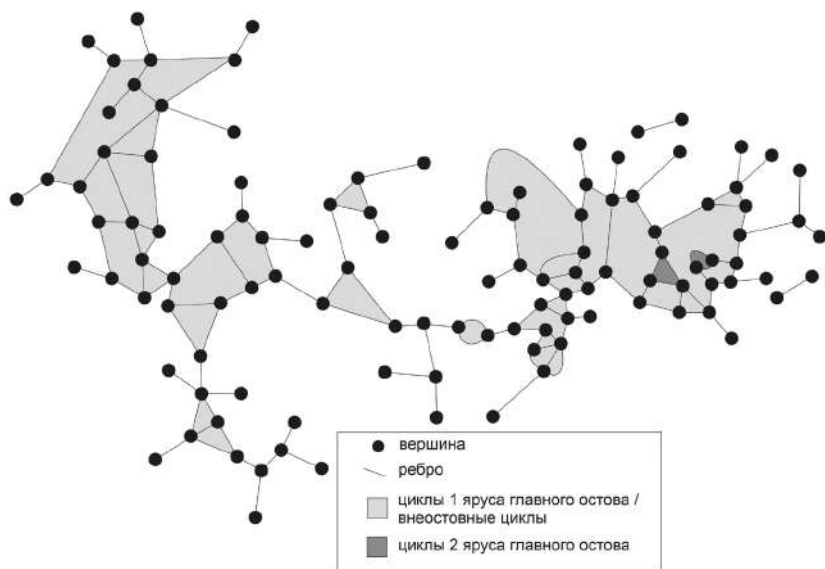 вершина
ребро
циклы 1 яруса главного остова /
внеостовные циклы
циклы 2 яруса главного остова